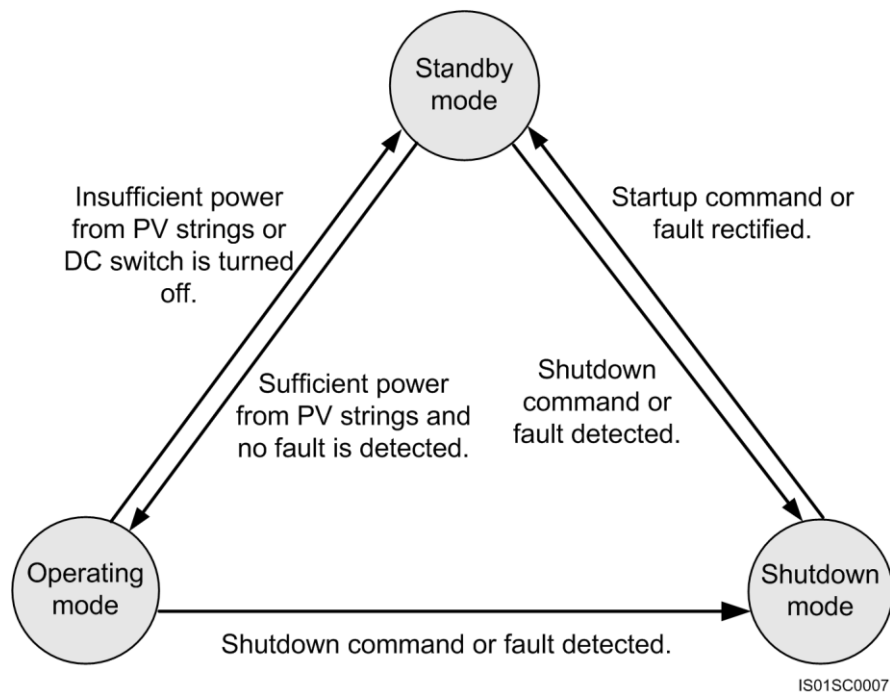 Standby
mode
Insufficient power
from PV strings or
DC switch is turned
off.
Startup command or
fault rectified.
Sufficient power
from PV strings and
no fault is detected.
Shutdown
command or
fault detected.
Operating
mode
Shutdown
mode
Shutdown command or fault detected.
IS01SC0007